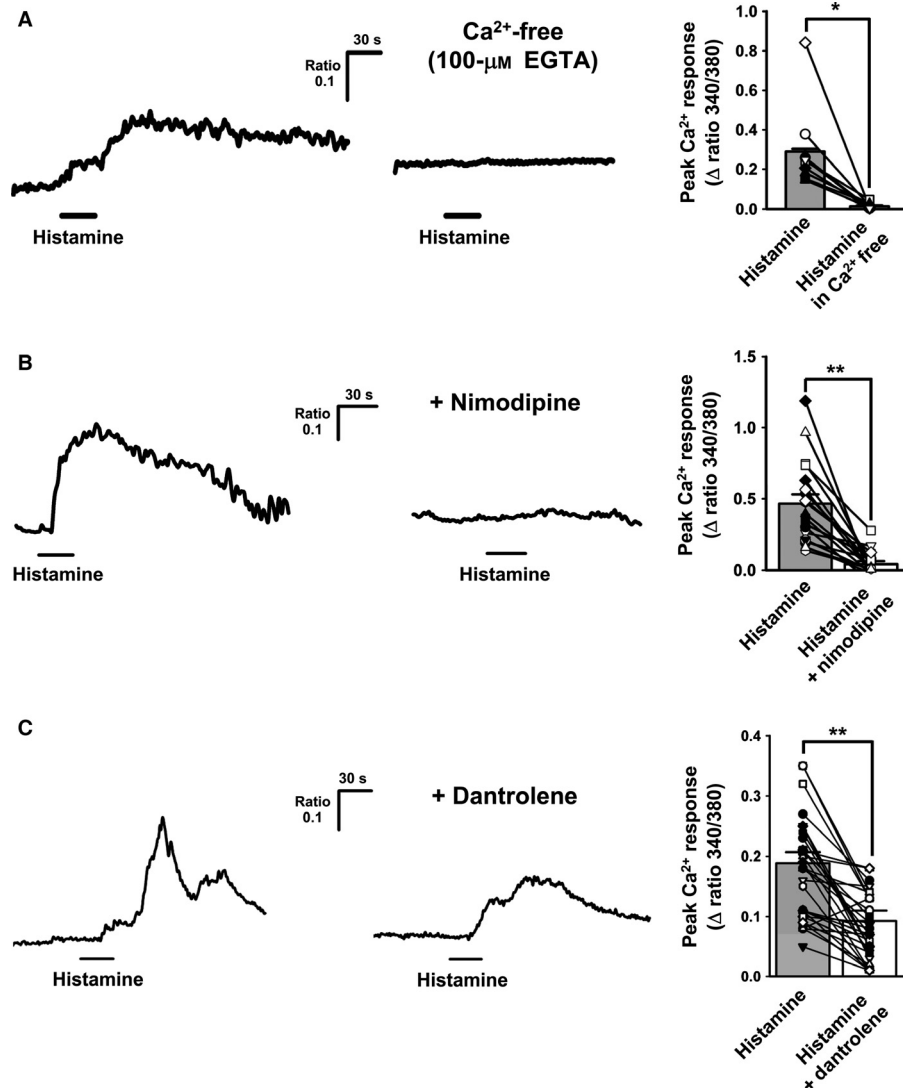 A
30 s
Ratio
0.1
Ca²⁺-free
(100-μM EGTA)
Histamine
Histamine
Peak Ca²⁺ response
(Δ ratio 340/380)
1.0
0.8
0.6
0.4
0.2
0.0
*
Histamine
Histamine
in Ca²⁺ free
B
30 s
Ratio
0.1
+ Nimodipine
Histamine
Histamine
Peak Ca²⁺ response
(Δ ratio 340/380)
1.5
1.0
0.5
0.0
**
Histamine
Histamine
+ nimodipine
C
30 s
Ratio
0.1
+ Dantrolene
Histamine
Histamine
Peak Ca²⁺ response
(Δ ratio 340/380)
0.4
0.3
0.2
0.1
0.0
**
Histamine
Histamine
+ dantrolene